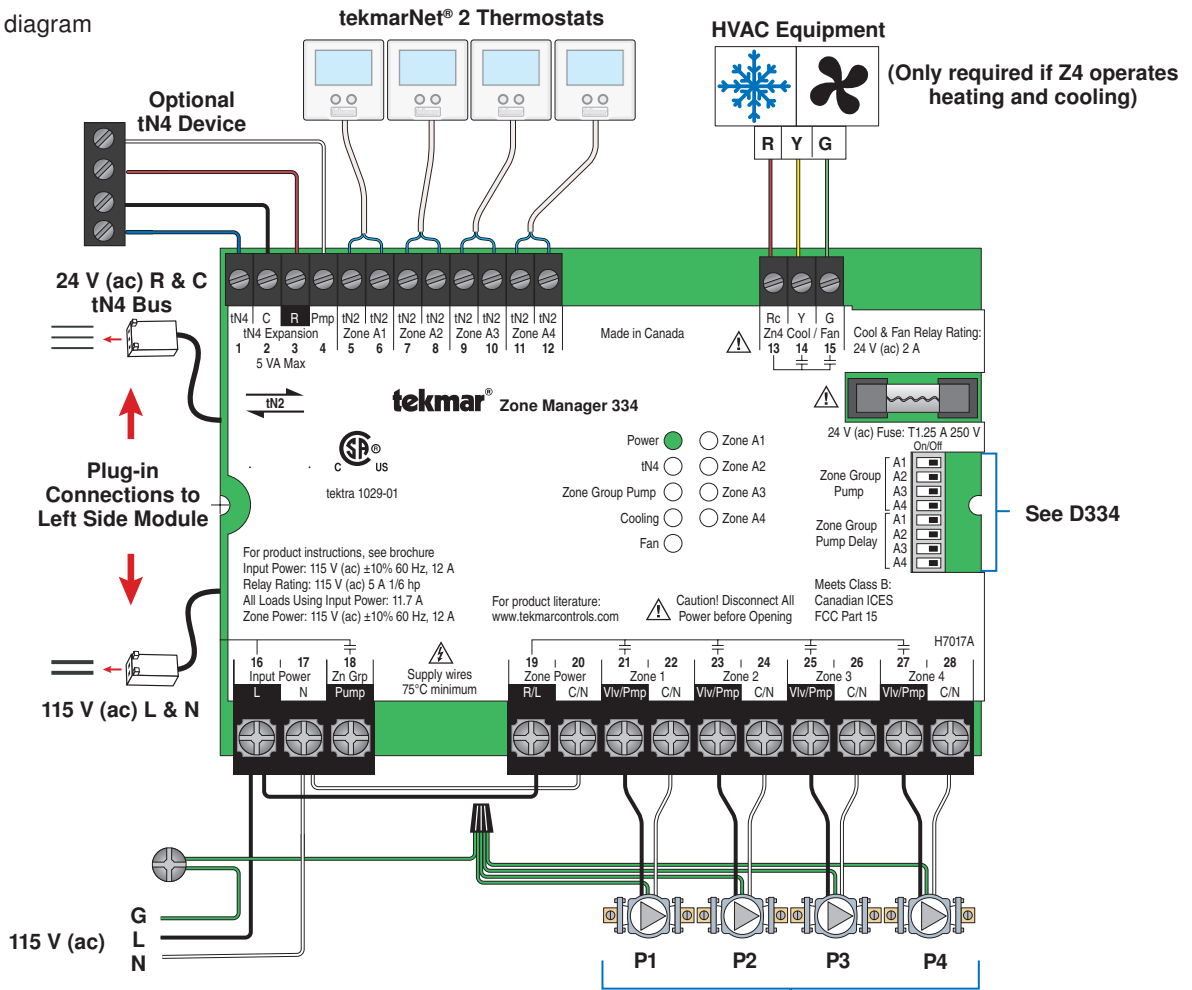 diagram
tekmarNet® 2 Thermostats
HVAC Equipment
(Only required if Z4 operates
heating and cooling)
Optional
tN4 Device
R Y G
24 V (ac) R & C
tN4 Bus
tN4 C R Pmp tN2 tN2 tN2 tN2 tN2 tN2 tN2 tN2
tN4 Expansion Zone A1 Zone A2 Zone A3 Zone A4
1 2 3 4 5 6 7 8 9 10 11 12
5 VA Max
Made in Canada
Rc Y G
Zn4 Cool / Fan
13 14 15
Cool & Fan Relay Rating:
24 V (ac) 2 A
tN2
tekmar® Zone Manager 334
24 V (ac) Fuse: T1.25 A 250 V
On/Off
Power Zone A1
tN4 Zone A2
Zone Group Pump Zone A3
Cooling Zone A4
Fan
Zone Group
Pump
A1
A2
A3
A4
Zone Group
Pump Delay
A1
A2
A3
A4
See D334
SA®
C US
tektra 1029-01
Plug-in
Connections to
Left Side Module
For product instructions, see brochure
Input Power: 115 V (ac) ±10% 60 Hz, 12 A
Relay Rating: 115 V (ac) 5 A 1/6 hp
All Loads Using Input Power: 11.7 A
Zone Power: 115 V (ac) ±10% 60 Hz, 12 A
For product literature:
www.tekmarcontrols.com
Caution! Disconnect All
Power before Opening
Meets Class B:
Canadian ICES
FCC Part 15
H7017A
16 17 18
Input Power Zn Grp
L N Pump
Supply wires
75°C minimum
19 20 21 22 23 24 25 26 27 28
Zone Power Zone 1 Zone 2 Zone 3 Zone 4
R/L C/N Vlv/Pmp C/N Vlv/Pmp C/N Vlv/Pmp C/N Vlv/Pmp C/N
115 V (ac) L & N
115 V (ac)
G
L
N
P1 P2 P3 P4